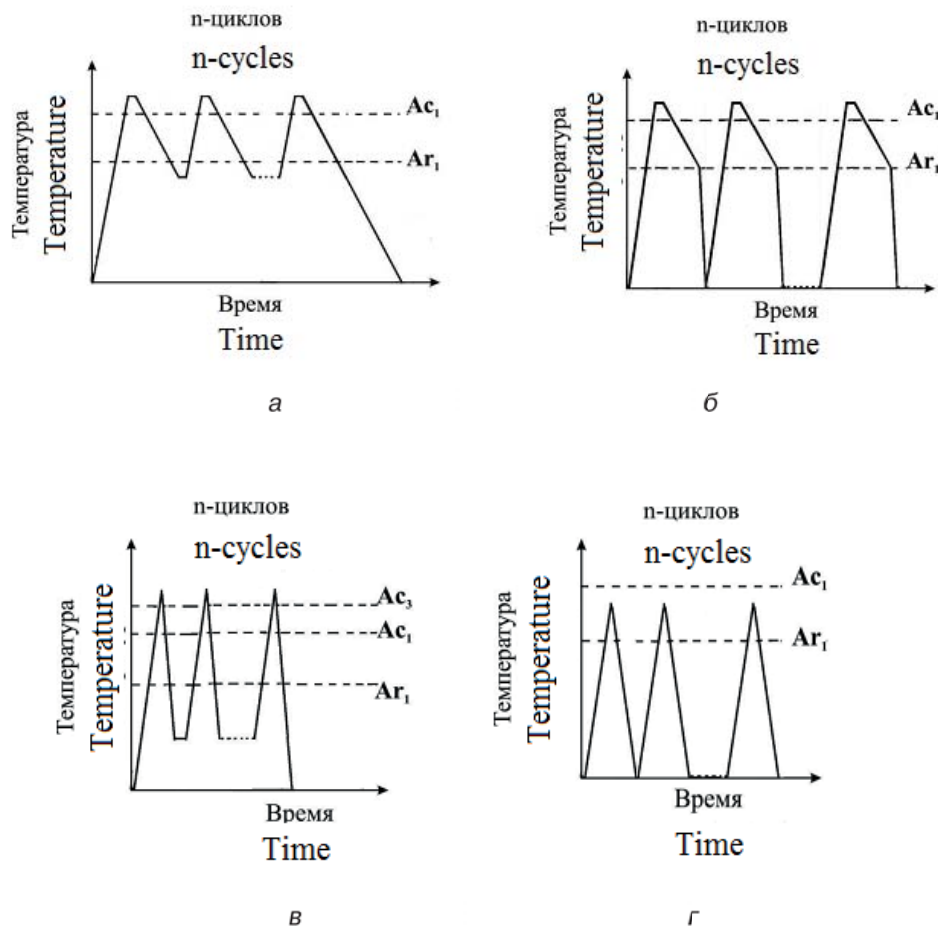 n-циклов
n-cycles
Температура
Temperature
Ac₁
Ar₁
Время
Time
а
n-циклов
n-cycles
Температура
Temperature
Ac₁
Ar₁
Время
Time
б
n-циклов
n-cycles
Температура
Temperature
Ac₃
Ac₁
Ar₁
Время
Time
в
n-циклов
n-cycles
Температура
Temperature
Ac₁
Ar₁
Время
Time
г